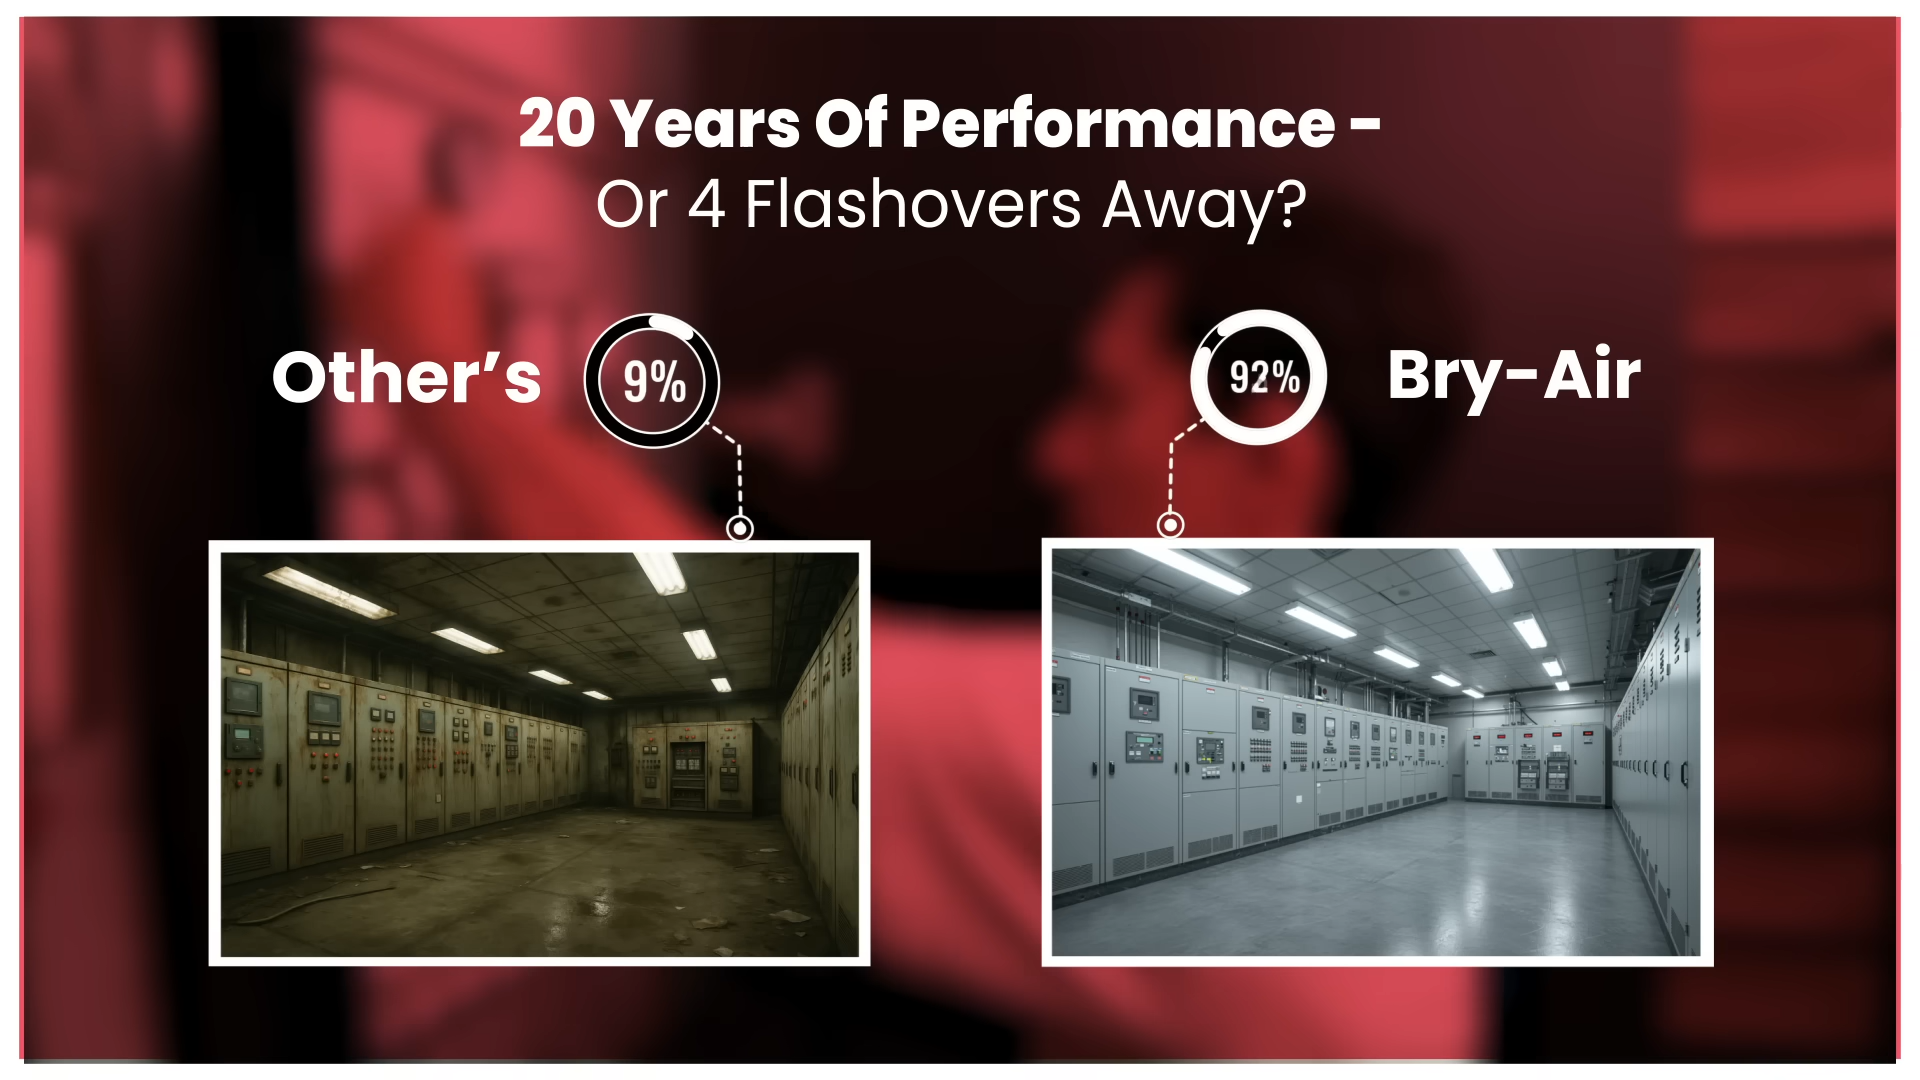 20 Years Of Performance -
Or 4 Flashovers Away?
Other’s
9%
92%
Bry-Air